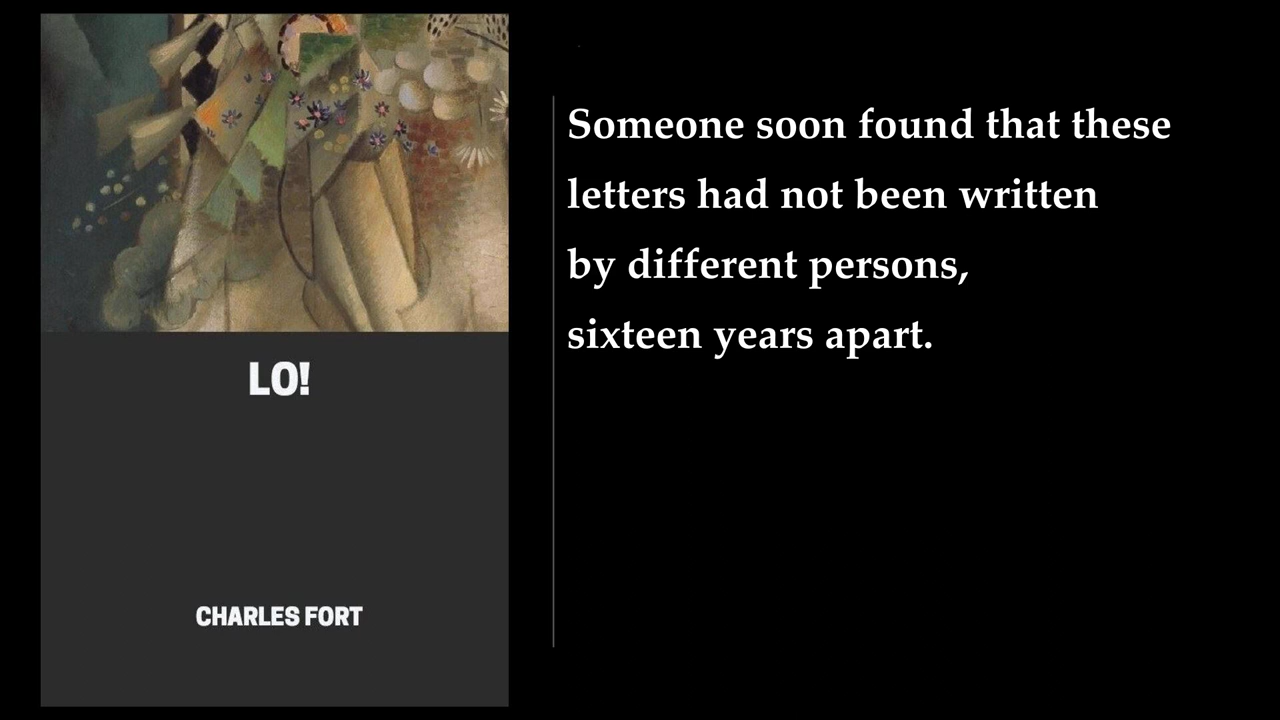 LO!
CHARLES FORT
Someone soon found that these
letters had not been written
by different persons,
sixteen years apart.